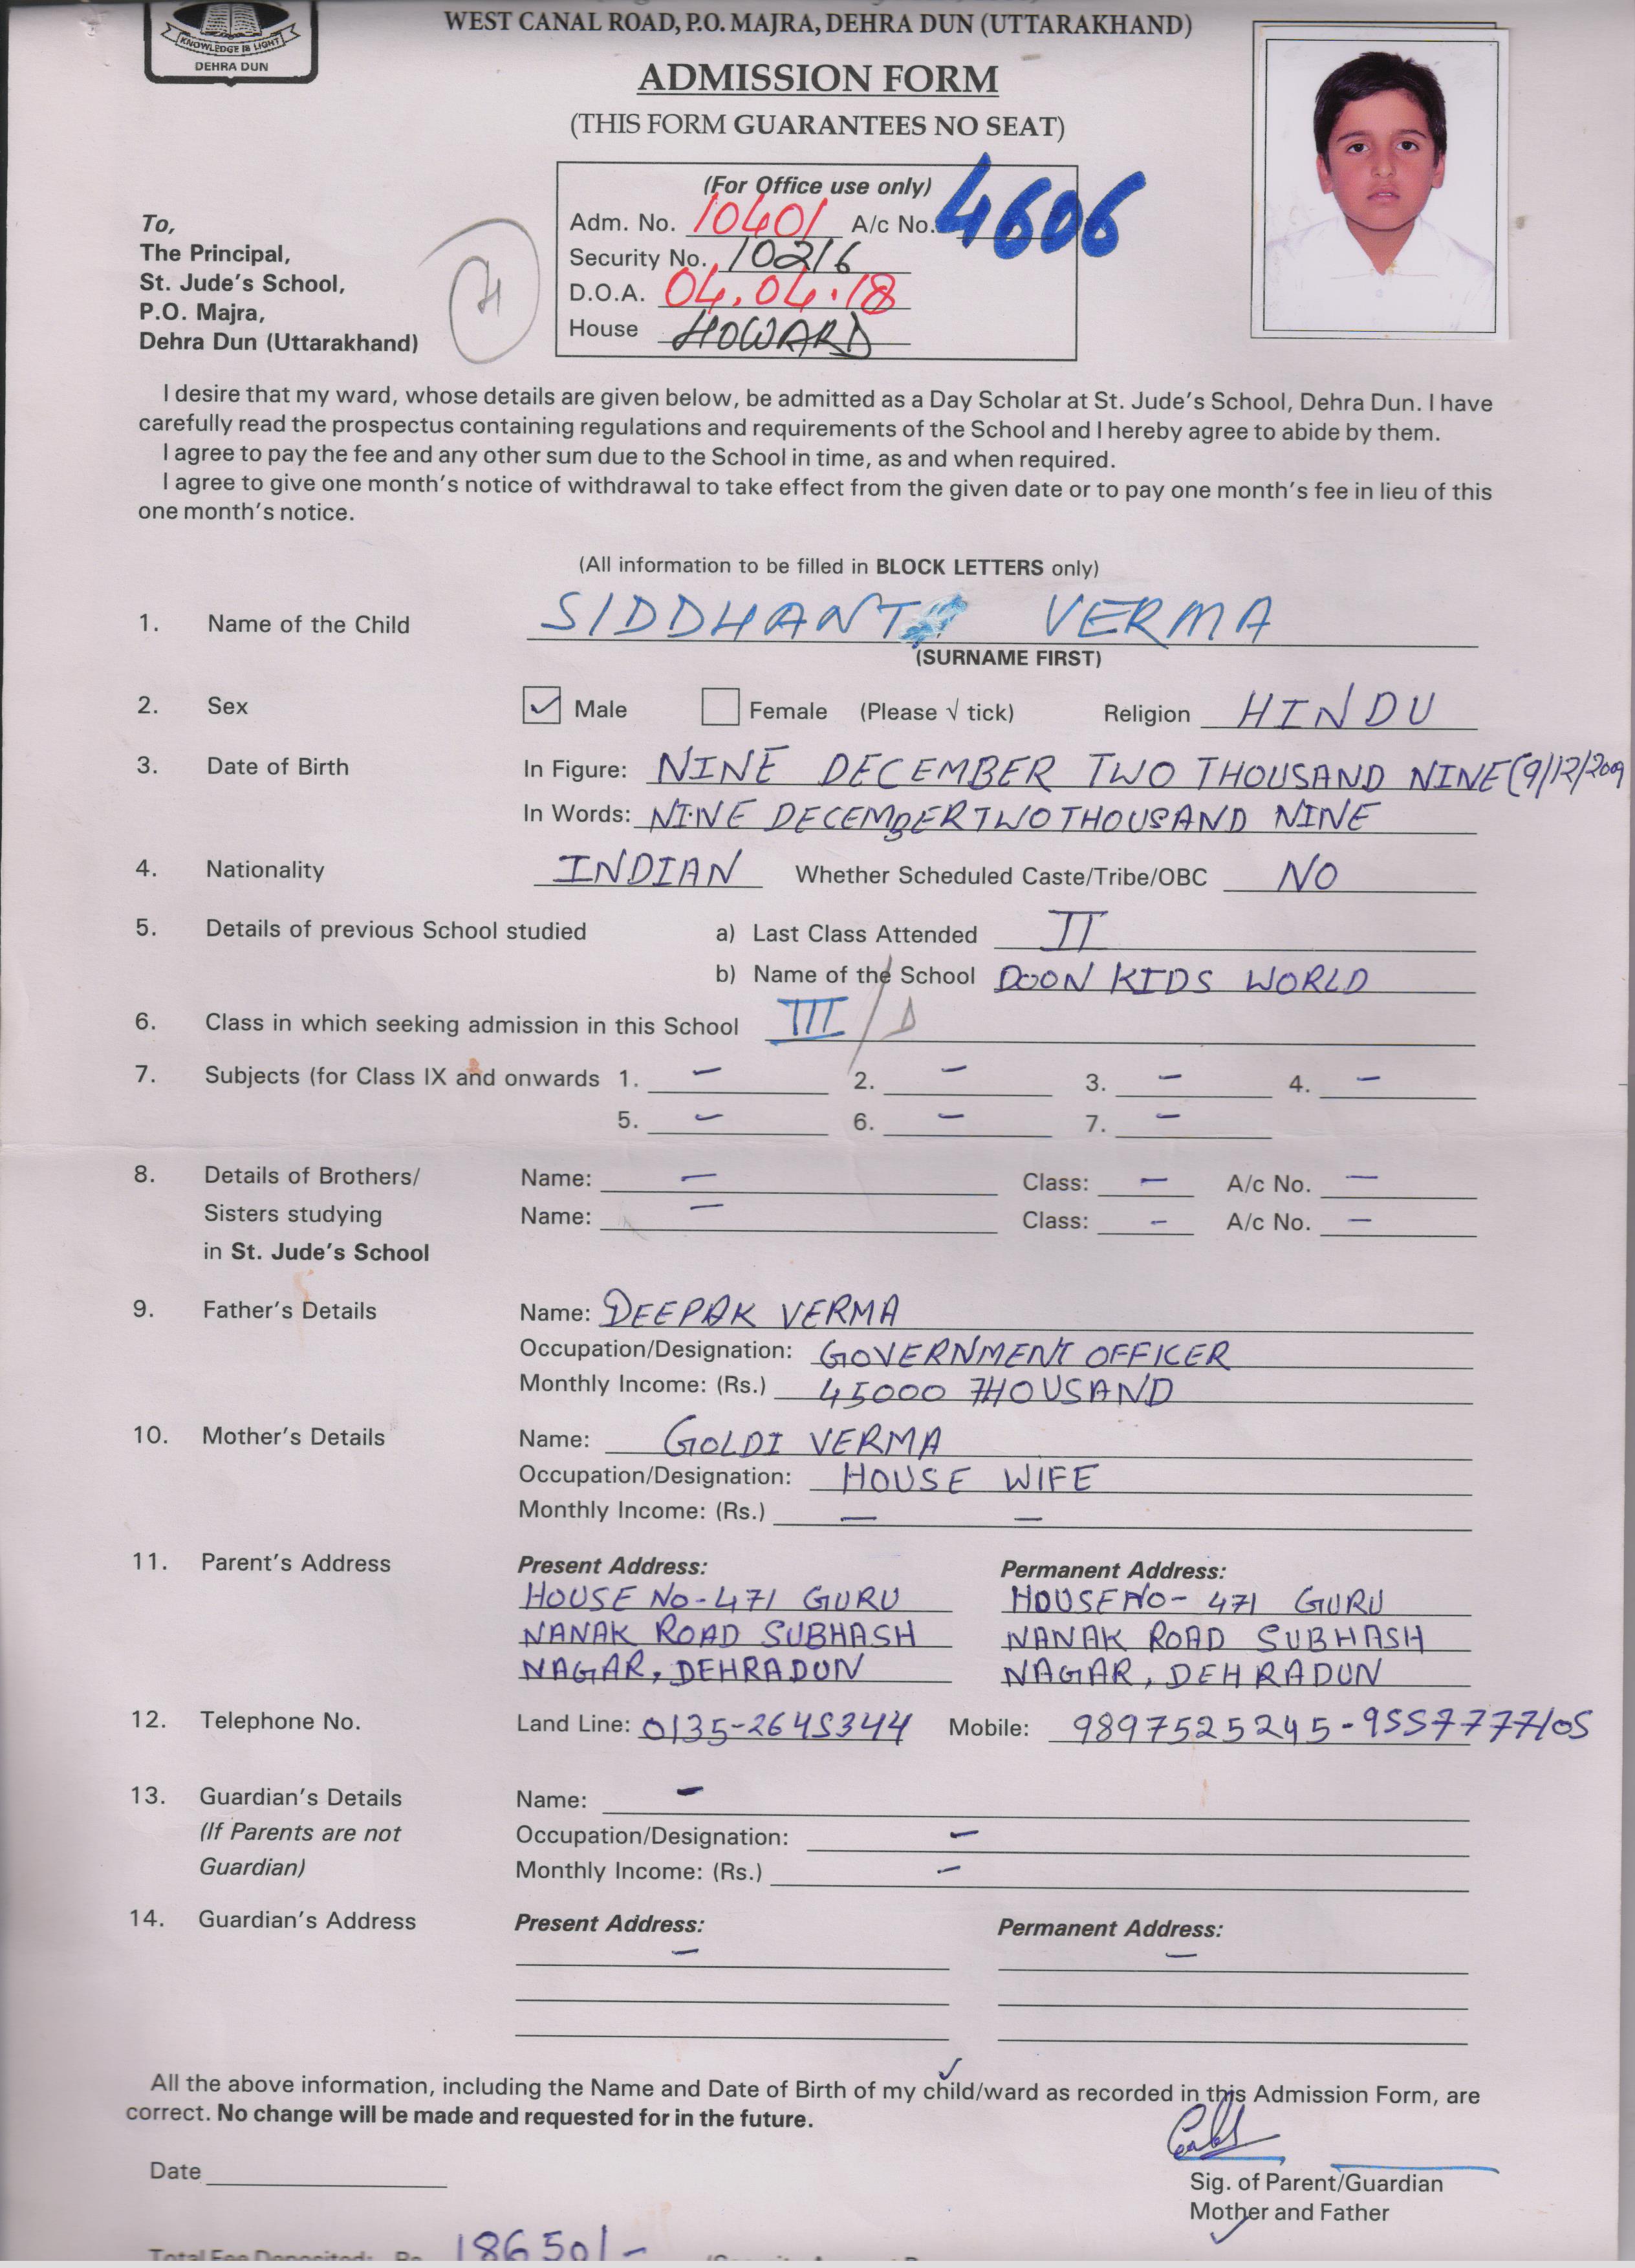 KNOWLEDGE IS LIGHT
DEHRA DUN
WEST CANAL ROAD, P.O. MAJRA, DEHRA DUN (UTTARAKHAND)
ADMISSION FORM
(THIS FORM GUARANTEES NO SEAT)
(For Office use only)
Adm. No. 10401 A/c No. 4606
Security No. 10216
D.O.A. 04.04.18
House HOWARD
To,
The Principal,
St. Jude's School,
P.O. Majra,
Dehra Dun (Uttarakhand)
H
I desire that my ward, whose details are given below, be admitted as a Day Scholar at St. Jude's School, Dehra Dun. I have
carefully read the prospectus containing regulations and requirements of the School and I hereby agree to abide by them.
I agree to pay the fee and any other sum due to the School in time, as and when required.
I agree to give one month's notice of withdrawal to take effect from the given date or to pay one month's fee in lieu of this
one month's notice.
(All information to be filled in BLOCK LETTERS only)
1. Name of the Child SIDDHANT VERMA
(SURNAME FIRST)
2. Sex ✓ Male Female (Please √ tick) Religion HINDU
3. Date of Birth In Figure: NINE DECEMBER TWO THOUSAND NINE (9/12/2009
In Words: NINE DECEMBER TWO THOUSAND NINE
4. Nationality INDIAN Whether Scheduled Caste/Tribe/OBC NO
5. Details of previous School studied a) Last Class Attended II
b) Name of the School DOON KIDS WORLD
6. Class in which seeking admission in this School III / D
7. Subjects (for Class IX and onwards 1. – 2. – 3. – 4. –
5. – 6. – 7. –
8. Details of Brothers/ Name: – Class: – A/c No. –
Sisters studying Name: – Class: – A/c No. –
in St. Jude's School
9. Father's Details Name: DEEPAK VERMA
Occupation/Designation: GOVERNMENT OFFICER
Monthly Income: (Rs.) 45000 THOUSAND
10. Mother's Details Name: GOLDI VERMA
Occupation/Designation: HOUSE WIFE
Monthly Income: (Rs.) – –
11. Parent's Address Present Address: Permanent Address:
HOUSE NO-471 GURU HOUSE NO- 471 GURU
NANAK ROAD SUBHASH NANAK ROAD SUBHASH
NAGAR, DEHRADUN NAGAR, DEHRADUN
12. Telephone No. Land Line: 0135-2645344 Mobile: 9897525245-9557777105
13. Guardian's Details Name: –
(If Parents are not Occupation/Designation: –
Guardian) Monthly Income: (Rs.) –
14. Guardian's Address Present Address: Permanent Address:
– –
All the above information, including the Name and Date of Birth of my child/ward as recorded in this Admission Form, are
correct. No change will be made and requested for in the future.
Date
Sig. of Parent/Guardian
Mother and Father
Total Fee Deposited: Rs. 18650/-